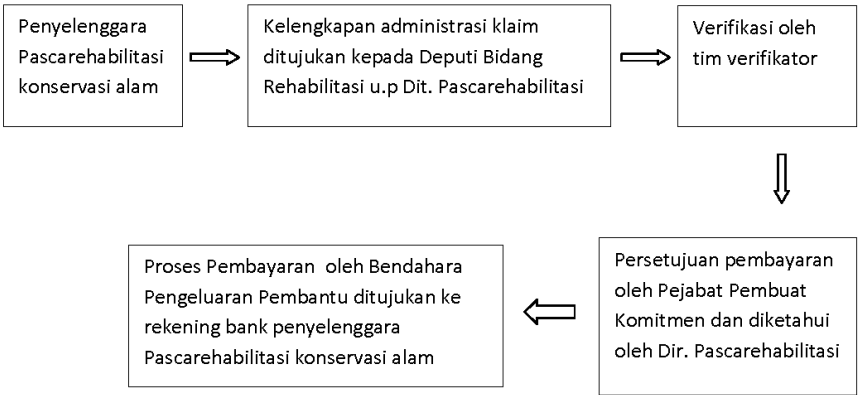 Penyelenggara
Pascarehabilitasi
konservasi alam
Kelengkapan administrasi klaim
ditujukan kepada Deputi Bidang
Rehabilitasi u.p Dit. Pascarehabilitasi
Verifikasi oleh
tim verifikator
Persetujuan pembayaran
oleh Pejabat Pembuat
Komitmen dan diketahui
oleh Dir. Pascarehabilitasi
Proses Pembayaran oleh Bendahara
Pengeluaran Pembantu ditujukan ke
rekening bank penyelenggara
Pascarehabilitasi konservasi alam